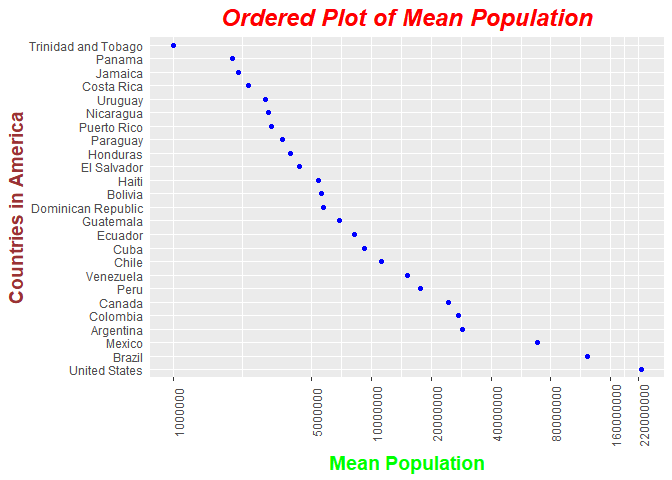 Ordered Plot of Mean Population
Countries in America
Trinidad and Tobago
Panama
Jamaica
Costa Rica
Uruguay
Nicaragua
Puerto Rico
Paraguay
Honduras
El Salvador
Haiti
Bolivia
Dominican Republic
Guatemala
Ecuador
Cuba
Chile
Venezuela
Peru
Canada
Colombia
Argentina
Mexico
Brazil
United States
1000000
5000000
10000000
20000000
40000000
80000000
160000000
220000000
Mean Population